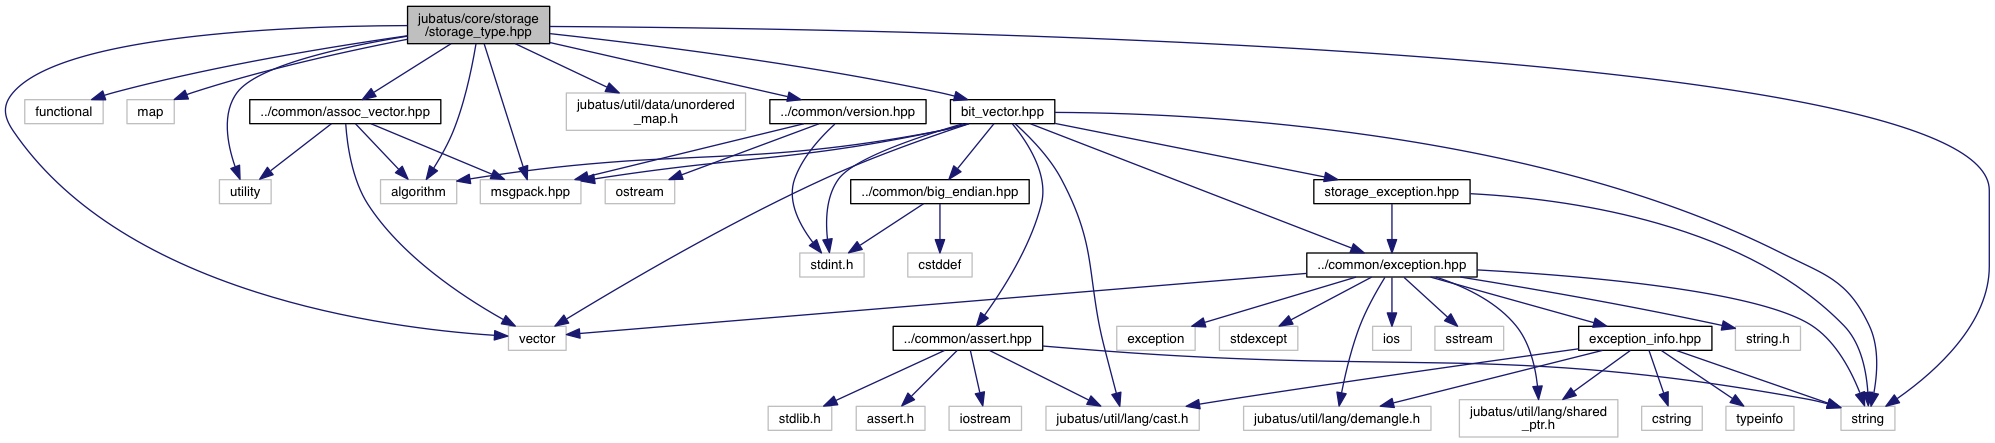 jubatus/core/storage
/storage_type.hpp
functional
map
../common/assoc_vector.hpp
jubatus/util/data/unordered
_map.h
../common/version.hpp
bit_vector.hpp
utility
algorithm
msgpack.hpp
ostream
../common/big_endian.hpp
storage_exception.hpp
stdint.h
cstddef
../common/exception.hpp
vector
../common/assert.hpp
exception
stdexcept
ios
sstream
exception_info.hpp
string.h
stdlib.h
assert.h
iostream
jubatus/util/lang/cast.h
jubatus/util/lang/demangle.h
jubatus/util/lang/shared
_ptr.h
cstring
typeinfo
string